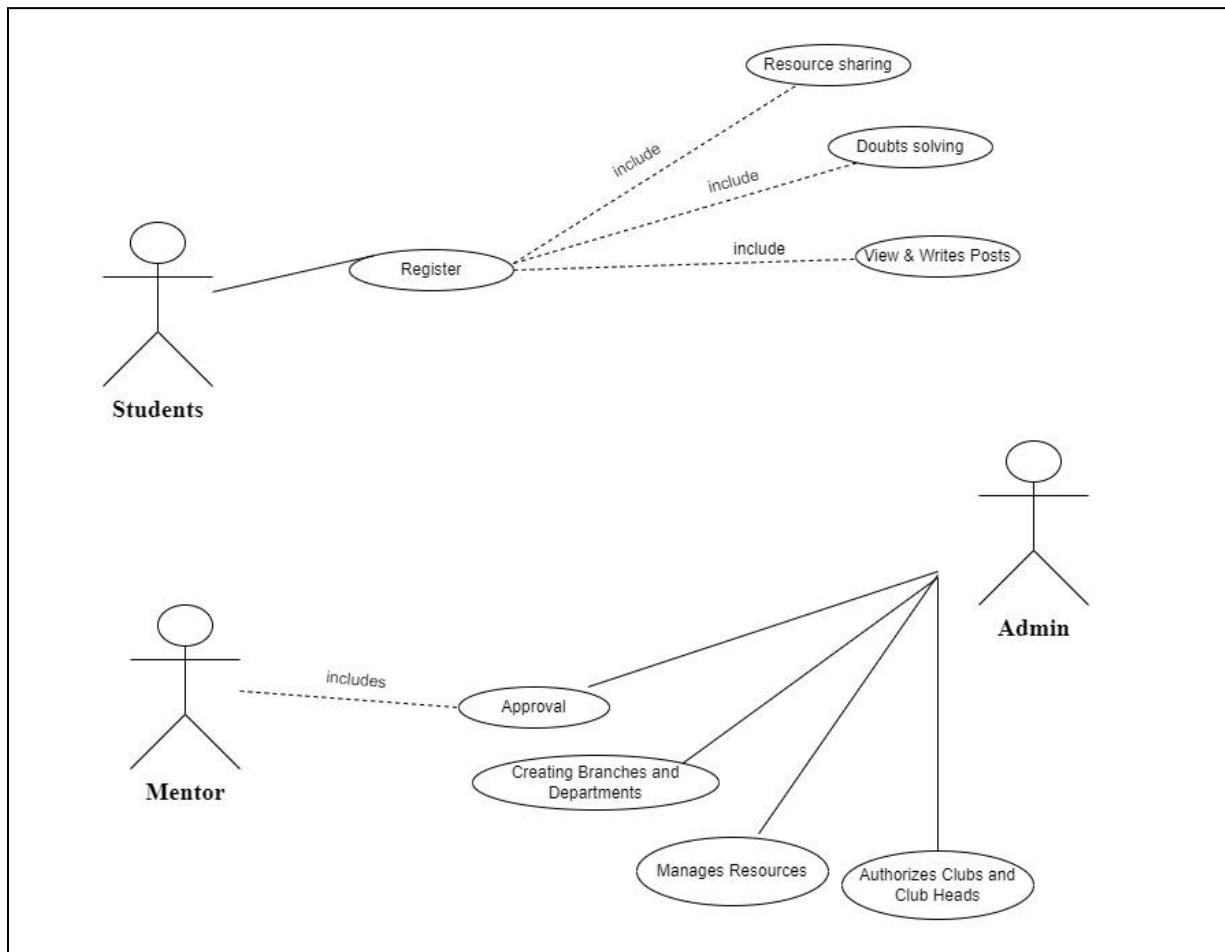 Resource sharing
include
Doubts solving
include
include
View & Writes Posts
Register
Students
Admin
includes
Approval
Mentor
Creating Branches and
Departments
Manages Resources
Authorizes Clubs and
Club Heads